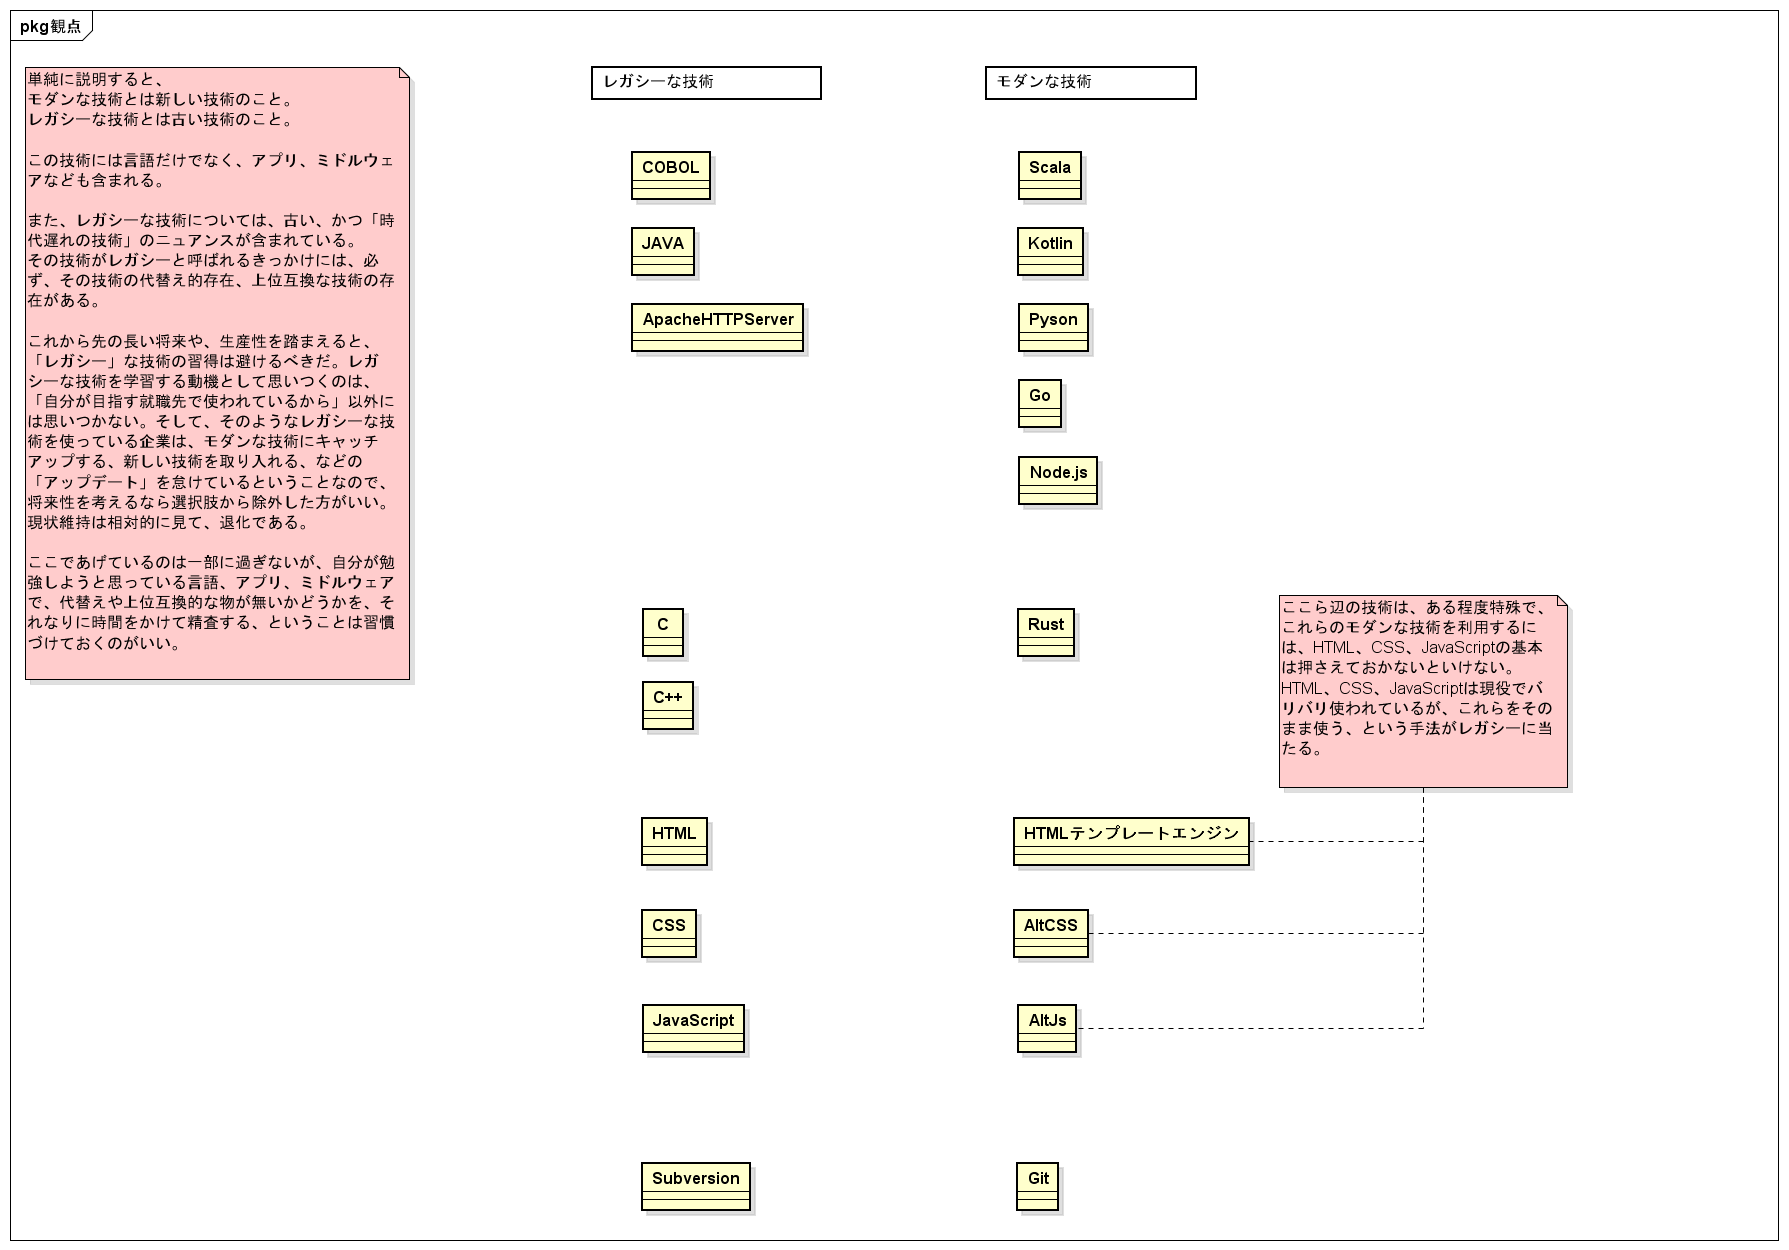 pkg観点
単純に説明すると、
モダンな技術とは新しい技術のこと。
レガシーな技術とは古い技術のこと。
この技術には言語だけでなく、アプリ、ミドルウェ
アなども含まれる。
また、レガシーな技術については、古い、かつ「時
代遅れの技術」のニュアンスが含まれている。
その技術がレガシーと呼ばれるきっかけには、必
ず、その技術の代替え的存在、上位互換な技術の存
在がある。
これから先の長い将来や、生産性を踏まえると、
「レガシー」な技術の習得は避けるべきだ。レガ
シーな技術を学習する動機として思いつくのは、
「自分が目指す就職先で使われているから」以外に
は思いつかない。そして、そのようなレガシーな技
術を使っている企業は、モダンな技術にキャッチ
アップする、新しい技術を取り入れる、などの
「アップデート」を怠けているということなので、
将来性を考えるなら選択肢から除外した方がいい。
現状維持は相対的に見て、退化である。
ここであげているのは一部に過ぎないが、自分が勉
強しようと思っている言語、アプリ、ミドルウェア
で、代替えや上位互換的な物が無いかどうかを、そ
れなりに時間をかけて精査する、ということは習慣
づけておくのがいい。
レガシーな技術
モダンな技術
COBOL
Scala
JAVA
Kotlin
ApacheHTTPServer
Pyson
Go
Node.js
C
Rust
C++
ここら辺の技術は、ある程度特殊で、
これらのモダンな技術を利用するに
は、HTML、CSS、JavaScriptの基本
は押さえておかないといけない。
HTML、CSS、JavaScriptは現役でバ
リバリ使われているが、これらをその
まま使う、という手法がレガシーに当
たる。
HTML
HTMLテンプレートエンジン
CSS
AltCSS
JavaScript
AltJs
Subversion
Git